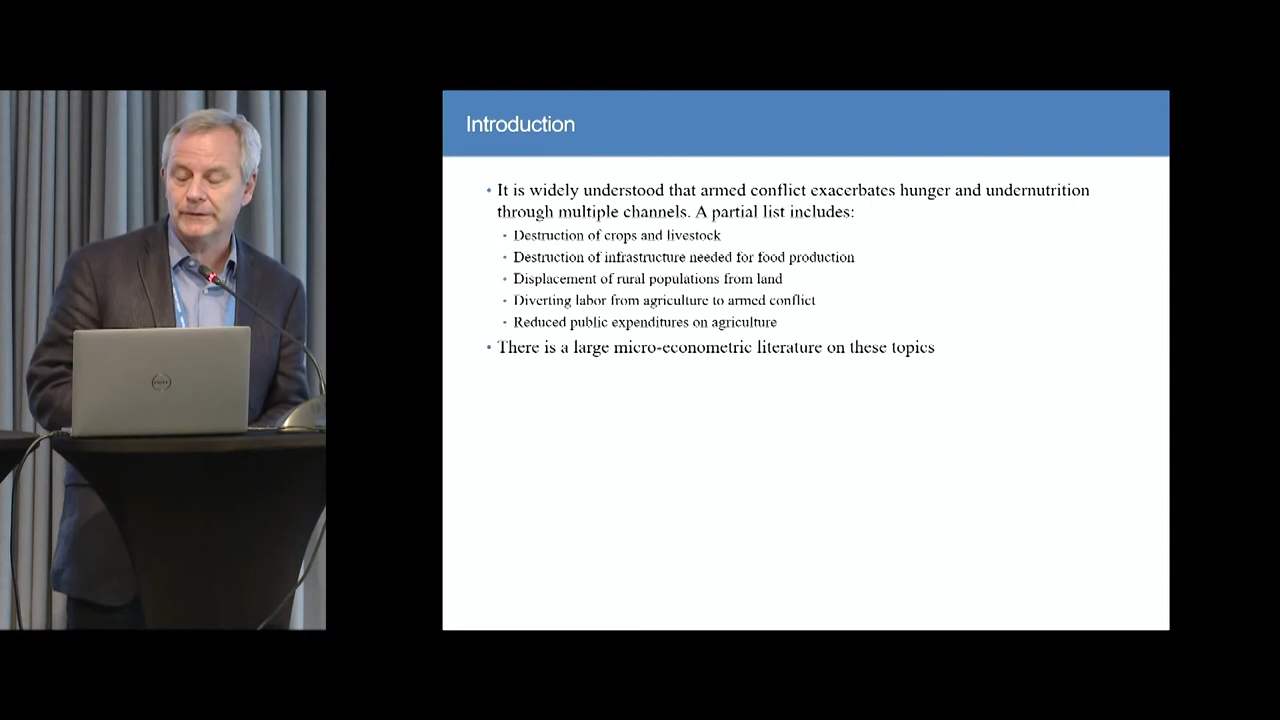 Introduction
• It is widely understood that armed conflict exacerbates hunger and undernutrition
through multiple channels. A partial list includes:
• Destruction of crops and livestock
• Destruction of infrastructure needed for food production
• Displacement of rural populations from land
• Diverting labor from agriculture to armed conflict
• Reduced public expenditures on agriculture
• There is a large micro-econometric literature on these topics